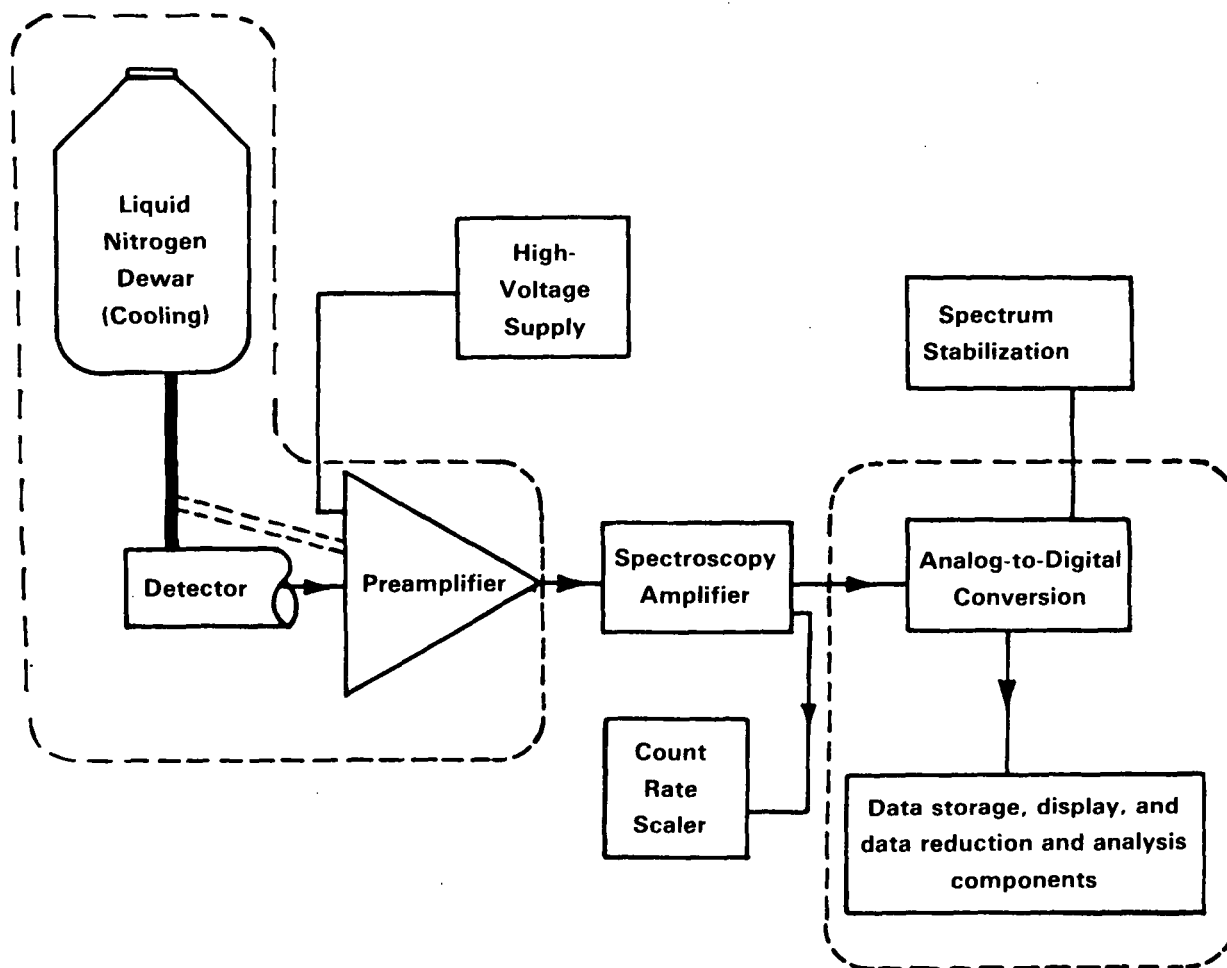 Liquid
Nitrogen
Dewar
(Cooling)
High-
Voltage
Supply
Spectrum
Stabilization
Detector
Preamplifier
Spectroscopy
Amplifier
Analog-to-Digital
Conversion
Count
Rate
Scaler
Data storage, display, and
data reduction and analysis
components